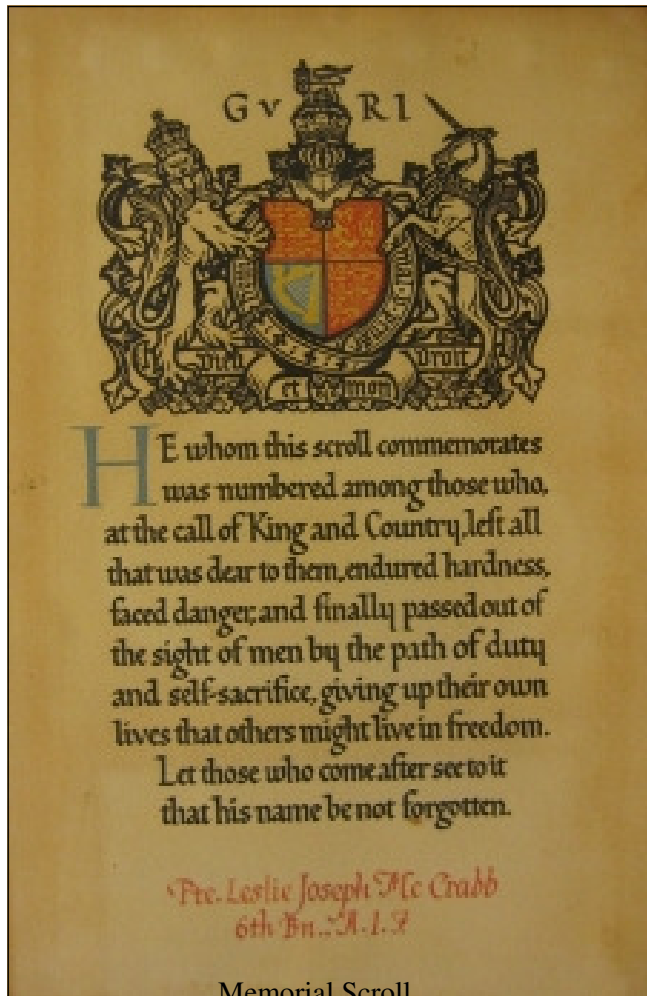 G V R I
Dieu Droit
et mon
HE whom this scroll commemorates
was numbered among those who,
at the call of King and Country, left all
that was dear to them, endured hardness,
faced danger, and finally passed out of
the sight of men by the path of duty
and self-sacrifice, giving up their own
lives that others might live in freedom.
Let those who come after see to it
that his name be not forgotten.
Pte. Leslie Joseph Mc Crabb
6th Bn., A.I.F
Memorial Scroll